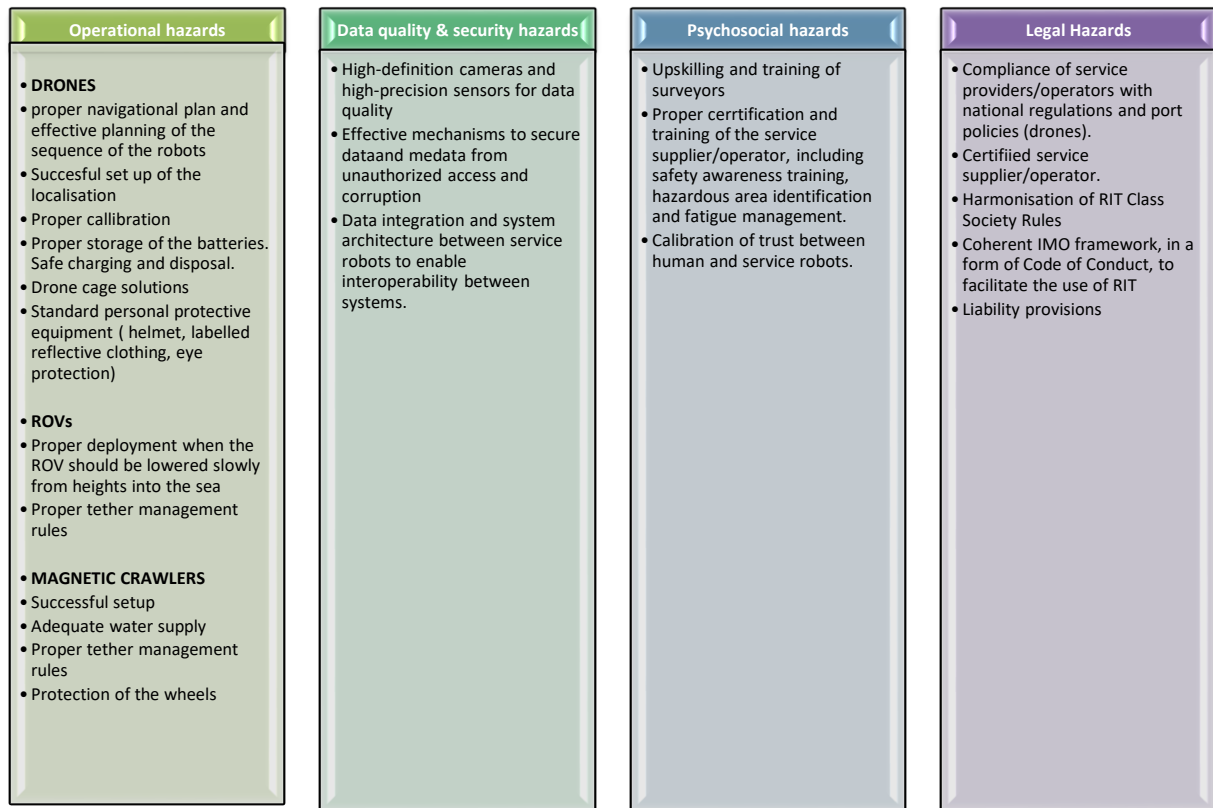 Operational hazards
• DRONES
• proper navigational plan and
effective planning of the
sequence of the robots
• Succesful set up of the
localisation
• Proper callibration
• Proper storage of the batteries.
Safe charging and disposal.
• Drone cage solutions
• Standard personal protective
equipment ( helmet, labelled
reflective clothing, eye
protection)
• ROVs
• Proper deployment when the
ROV should be lowered slowly
from heights into the sea
• Proper tether management
rules
• MAGNETIC CRAWLERS
• Successful setup
• Adequate water supply
• Proper tether management
rules
• Protection of the wheels
Data quality & security hazards
• High-definition cameras and
high-precision sensors for data
quality
• Effective mechanisms to secure
dataand medata from
unauthorized access and
corruption
• Data integration and system
architecture between service
robots to enable
interoperability between
systems.
Psychosocial hazards
• Upskilling and training of
surveyors
• Proper cerrtification and
training of the service
supplier/operator, including
safety awareness training,
hazardous area identification
and fatigue management.
• Calibration of trust between
human and service robots.
Legal Hazards
• Compliance of service
providers/operators with
national regulations and port
policies (drones).
• Certifiied service
supplier/operator.
• Harmonisation of RIT Class
Society Rules
• Coherent IMO framework, in a
form of Code of Conduct, to
facilitate the use of RIT
• Liability provisions